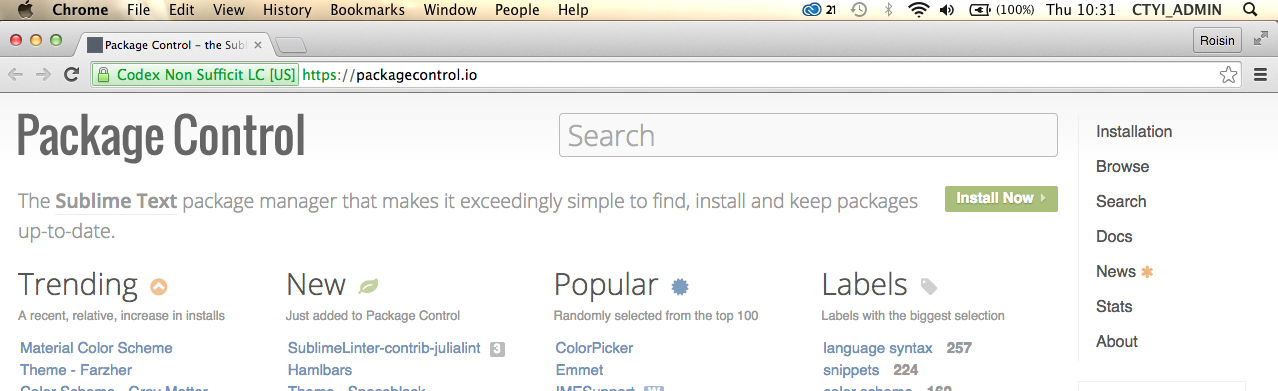 Chrome File Edit View History Bookmarks Window People Help 21 (100%) Thu 10:31 CTYI_ADMIN
Package Control – the Subl Roisin
Codex Non Sufficit LC [US] https://packagecontrol.io
Package Control
Search
The Sublime Text package manager that makes it exceedingly simple to find, install and keep packages
up-to-date.
Install Now
Trending
A recent, relative, increase in installs
Material Color Scheme
Theme - Farzher
Color Scheme - Gray Matter
New
Just added to Package Control
SublimeLinter-contrib-julialint 3
Hamlbars
Theme - Spaceblack
Popular
Randomly selected from the top 100
ColorPicker
Emmet
IMESupport
Labels
Labels with the biggest selection
language syntax 257
snippets 224
color scheme
Installation
Browse
Search
Docs
News
Stats
About